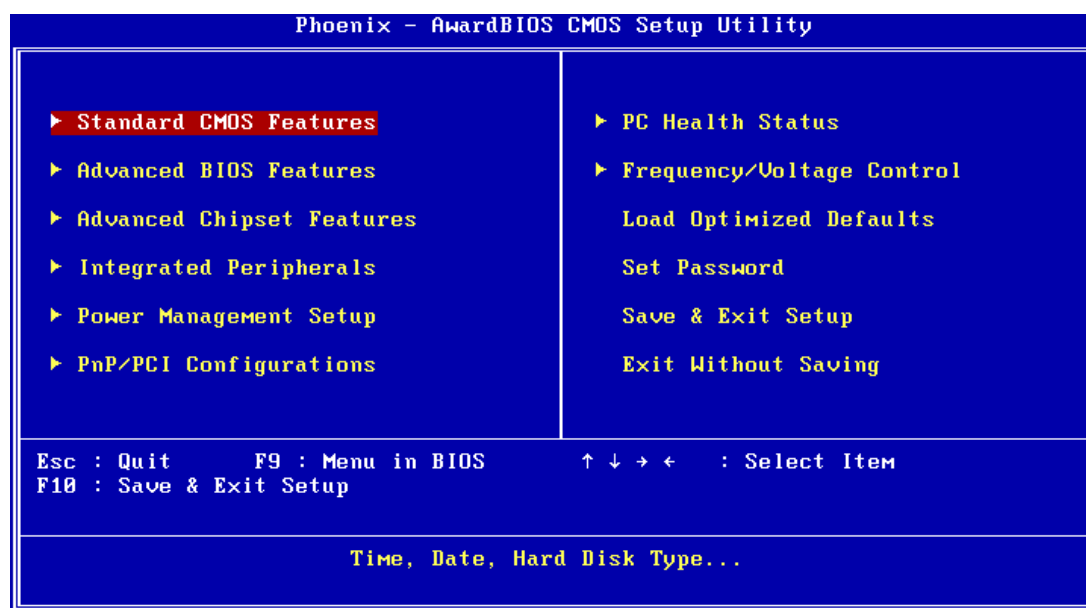 Phoenix - AwardBIOS CMOS Setup Utility
▶ Standard CMOS Features
▶ Advanced BIOS Features
▶ Advanced Chipset Features
▶ Integrated Peripherals
▶ Power Management Setup
▶ PnP/PCI Configurations
▶ PC Health Status
▶ Frequency/Voltage Control
Load Optimized Defaults
Set Password
Save & Exit Setup
Exit Without Saving
Esc : Quit F9 : Menu in BIOS ↑ ↓ → ← : Select Item
F10 : Save & Exit Setup
Time, Date, Hard Disk Type...